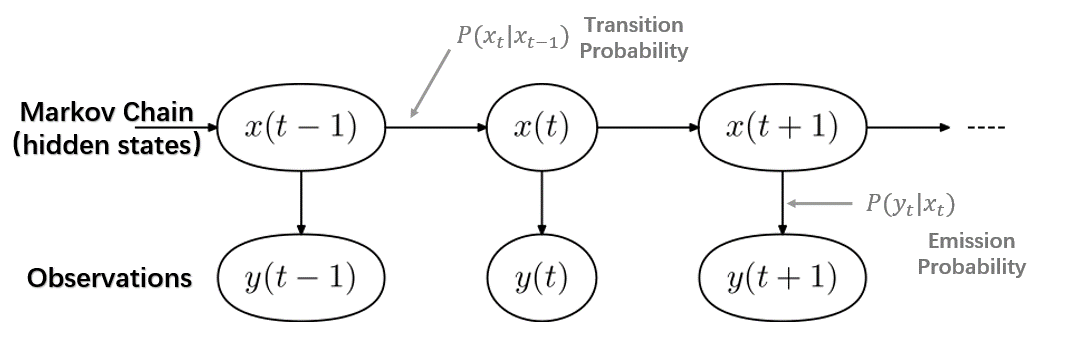 P(x_t|x_{t−1}) Transition
Probability
Markov Chain
(hidden states)
x(t − 1)
x(t)
x(t + 1)
----
P(y_t|x_t)
Emission
Probability
Observations
y(t − 1)
y(t)
y(t + 1)